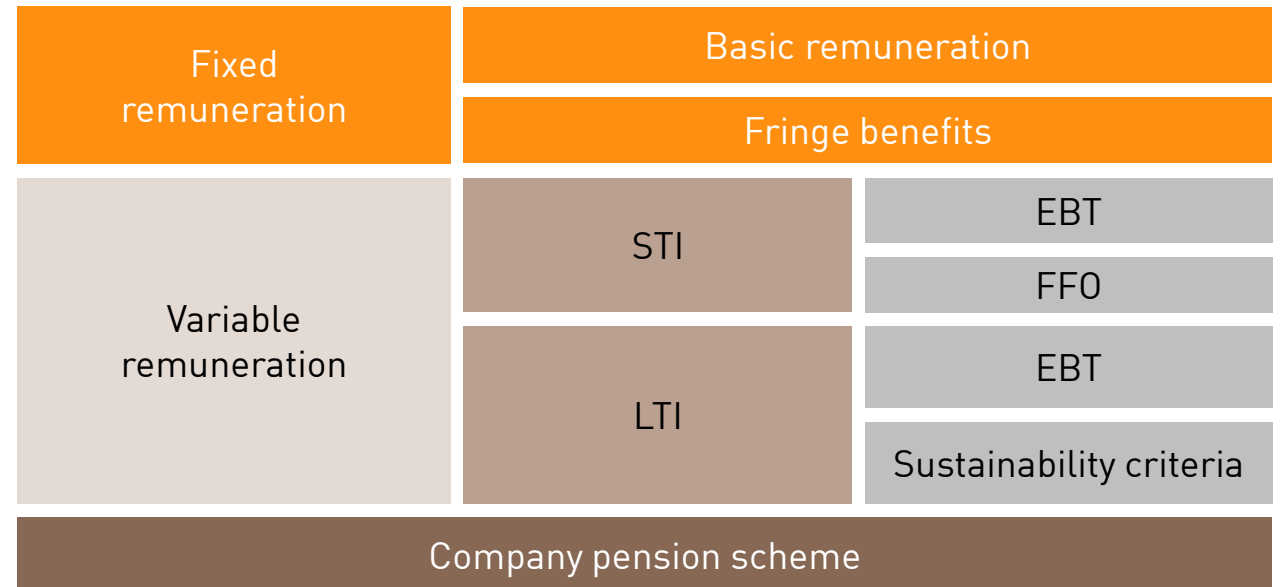 Fixed
remuneration
Basic remuneration
Fringe benefits
Variable
remuneration
STI
EBT
FFO
LTI
EBT
Sustainability criteria
Company pension scheme